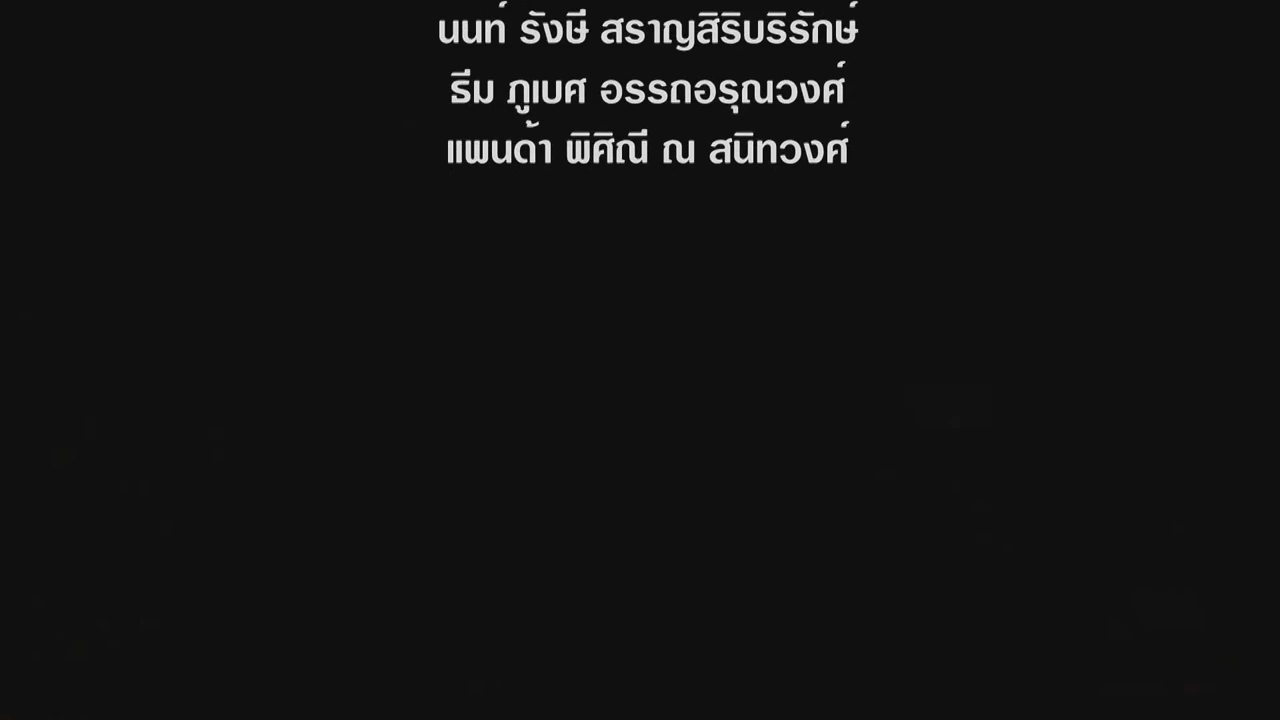 นนท์ รังษี สราญสิริบริรักษ์
ธีม ภูเบศ อรรถอรุณวงศ์
แพนด้า พิศิณี ณ สนิทวงศ์